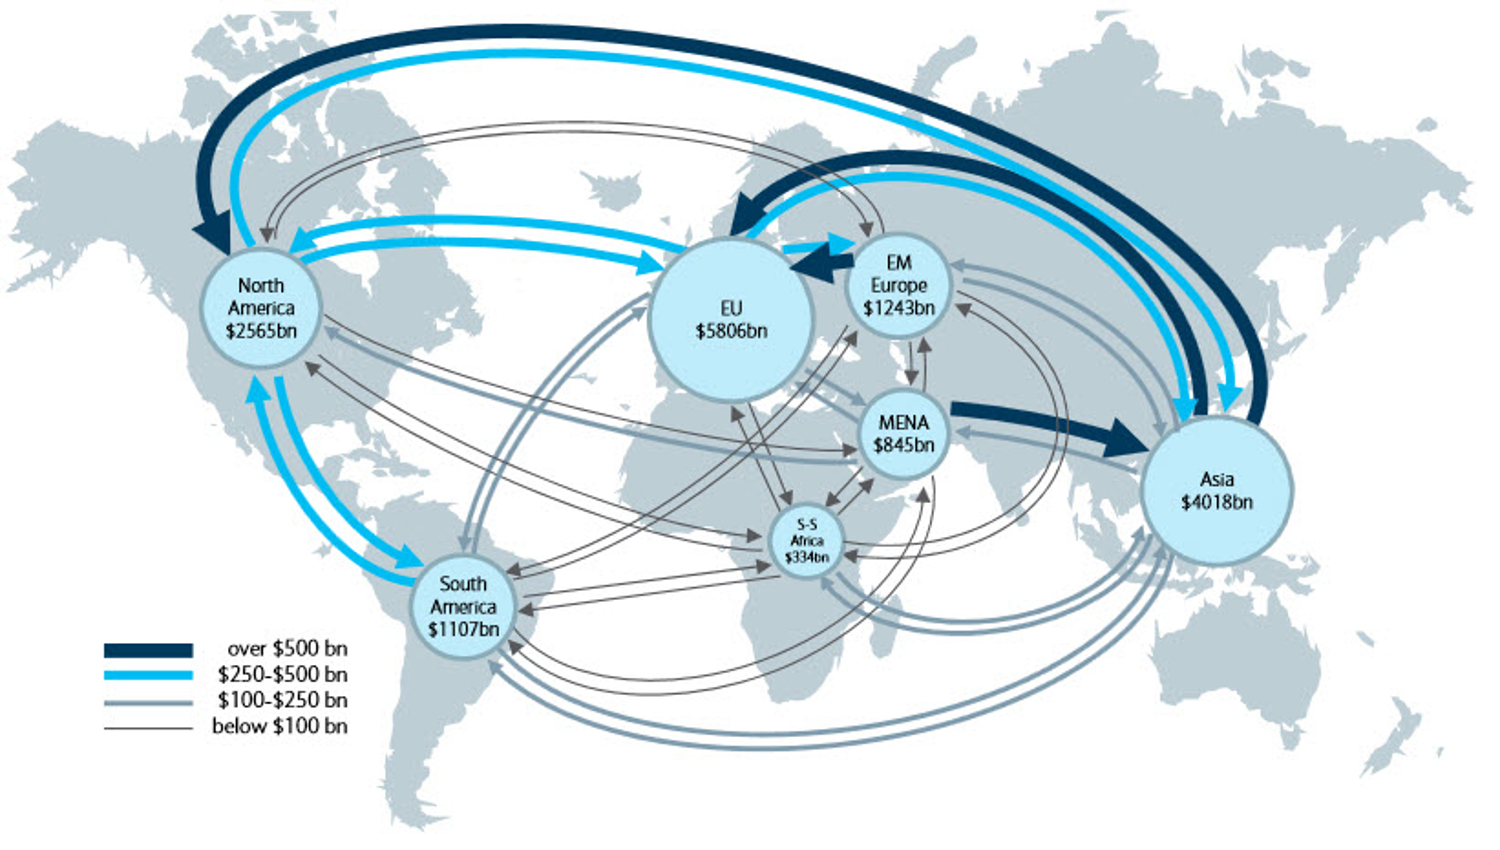 North
America
$2565bn
EU
$5806bn
EM
Europe
$1243bn
MENA
$845bn
Asia
$4018bn
S-S
Africa
$334bn
South
America
$1107bn
over $500 bn
$250-$500 bn
$100-$250 bn
below $100 bn